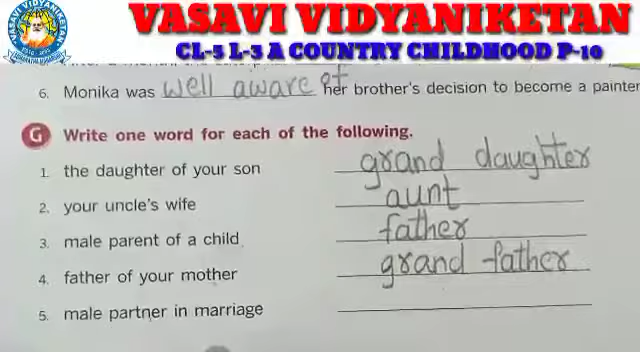 VASAVI VIDYANIKETAN
CL-5 L-3 A COUNTRY CHILDHOOD P-10
6. Monika was well aware of her brother's decision to become a painter
G Write one word for each of the following.
1. the daughter of your son grand daughter
2. your uncle's wife aunt
3. male parent of a child father
4. father of your mother grand father
5. male partner in marriage